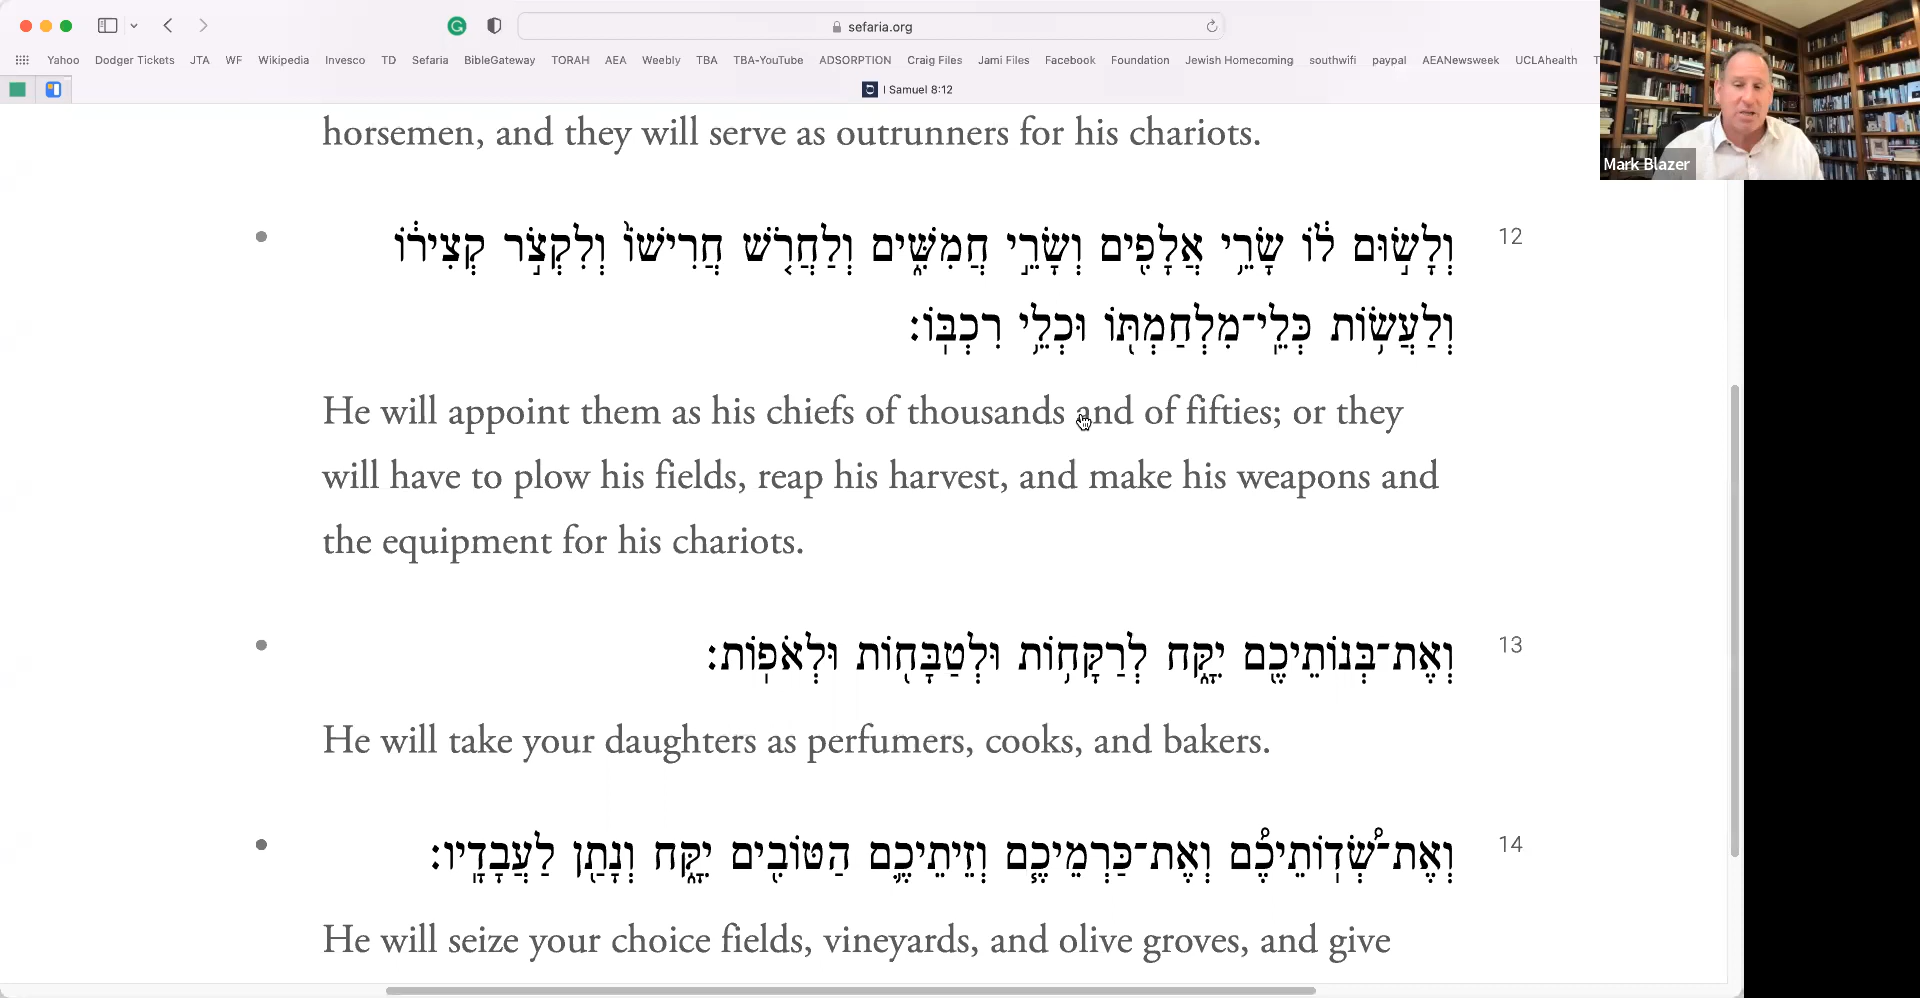 sefaria.org
Yahoo Dodger Tickets JTA WF Wikipedia Invesco TD Sefaria BibleGateway TORAH AEA Weebly TBA TBA-YouTube ADSORPTION Craig Files Jami Files Facebook Foundation Jewish Homecoming southwifi paypal AEANewsweek UCLAhealth
I Samuel 8:12
Mark Blazer
horsemen, and they will serve as outrunners for his chariots.
12
וְלָשׂ֣וּם ל֔וֹ שָׂרֵ֥י אֲלָפִ֖ים וְשָׂרֵ֣י חֲמִשִּׁ֑ים וְלַחֲרֹ֤שׁ חֲרִישׁוֹ֙ וְלִקְצֹ֣ר קְצִיר֔וֹ
וְלַעֲשׂ֥וֹת כְּלֵֽי־מִלְחַמְתּ֖וֹ וּכְלֵ֥י רִכְבּֽוֹ׃
He will appoint them as his chiefs of thousands and of fifties; or they
will have to plow his fields, reap his harvest, and make his weapons and
the equipment for his chariots.
13
וְאֶת־בְּנוֹתֵיכֶ֖ם יִקָּ֑ח לְרַקָּח֥וֹת וּלְטַבָּח֖וֹת וּלְאֹפֽוֹת׃
He will take your daughters as perfumers, cooks, and bakers.
14
וְאֶת־שְׂדֽוֹתֵיכֶ֞ם וְאֶת־כַּרְמֵיכֶ֧ם וְזֵיתֵיכֶ֛ם הַטּוֹבִ֖ים יִקָּ֑ח וְנָתַ֖ן לַעֲבָדָֽיו׃
He will seize your choice fields, vineyards, and olive groves, and give